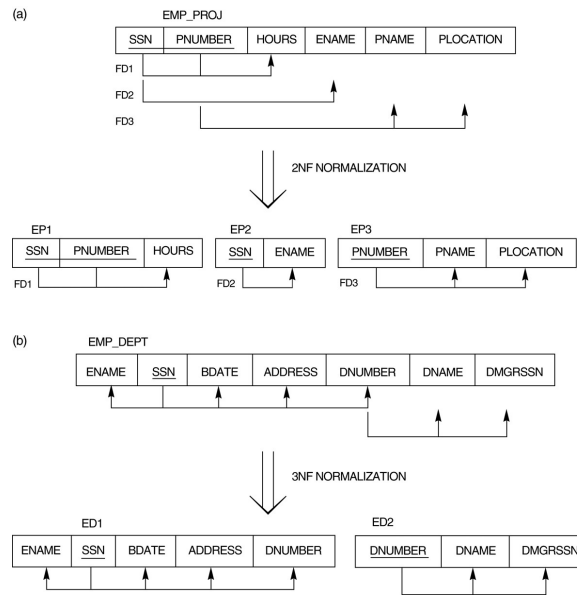 (a)
EMP_PROJ
SSN PNUMBER HOURS ENAME PNAME PLOCATION
FD1
FD2
FD3
2NF NORMALIZATION
EP1 EP2 EP3
SSN PNUMBER HOURS SSN ENAME PNUMBER PNAME PLOCATION
FD1 FD2 FD3
(b)
EMP_DEPT
ENAME SSN BDATE ADDRESS DNUMBER DNAME DMGRSSN
3NF NORMALIZATION
ED1 ED2
ENAME SSN BDATE ADDRESS DNUMBER DNUMBER DNAME DMGRSSN